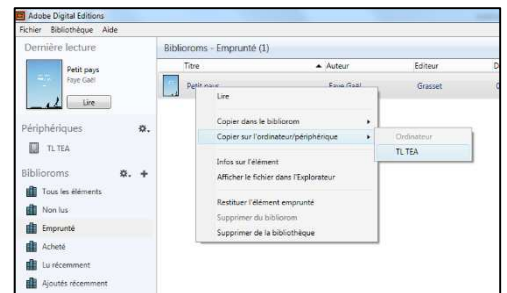 Adobe Digital Editions
Fichier Bibliothèque Aide
Dernière lecture
Petit pays
Faye Gaël
Lire
Périphériques
TL TEA
Biblioroms
Tous les éléments
Non lus
Emprunté
Acheté
Lu récemment
Ajoutés récemment
Biblioroms - Emprunté (1)
Titre Auteur Editeur D
Petit pays Faye Gaël Grasset
Lire
Copier dans le bibliorom
Copier sur l'ordinateur/périphérique
Infos sur l'élément
Afficher le fichier dans l'Explorateur
Restituer l'élément emprunté
Supprimer du bibliorom
Supprimer de la bibliothèque
Ordinateur
TL TEA